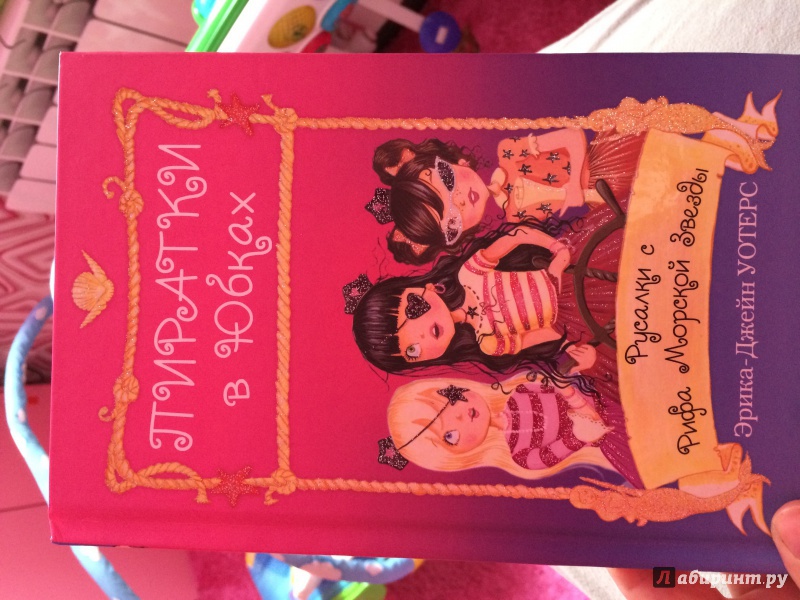 ПИРАТКИ
в Юбках
Русалки с
Рифа Морской Звезды
Эрика-Джейн УОТЕРС
Лабиринт.ру